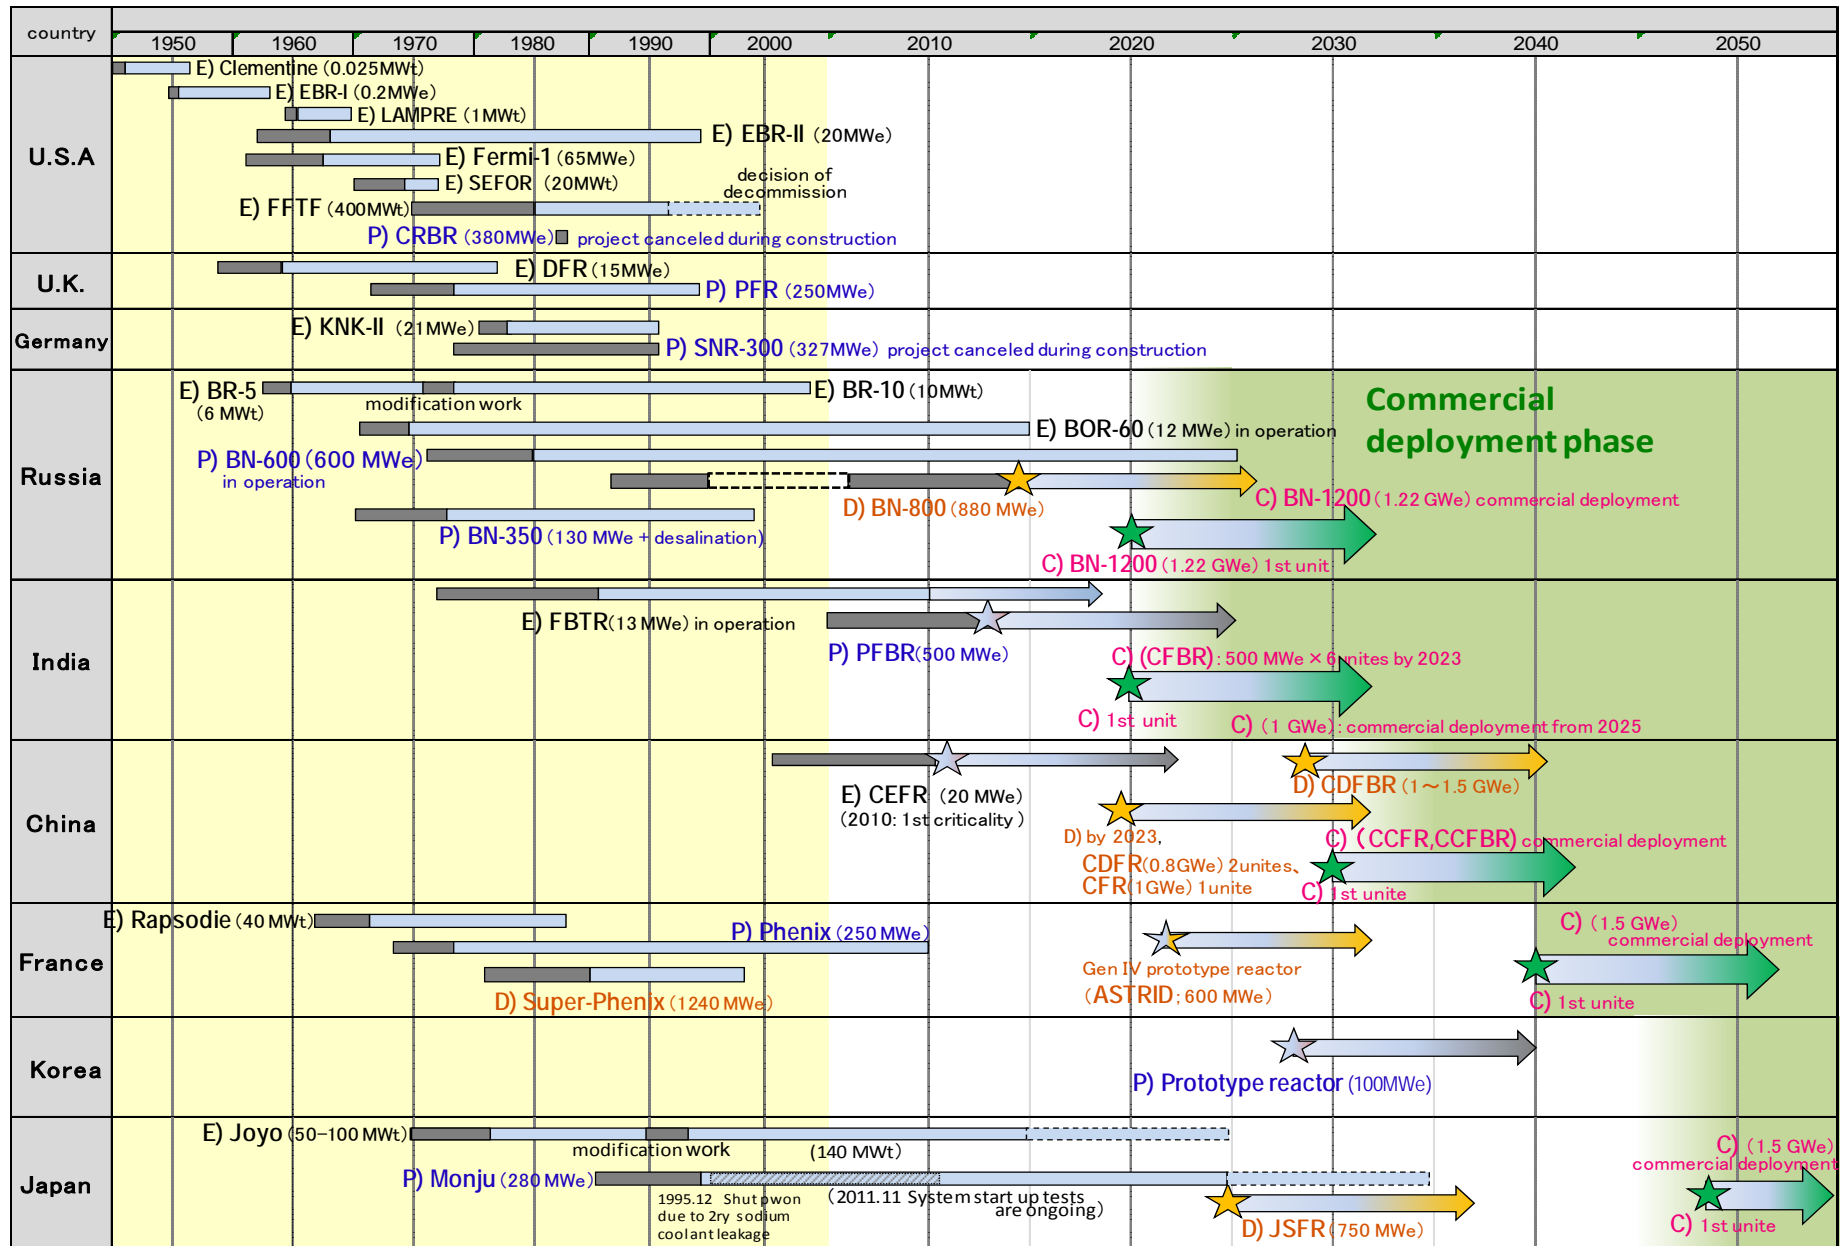 country
1950 1960 1970 1980 1990 2000 2010 2020 2030 2040 2050
U.S.A
E) Clementine (0.025MWt)
E) EBR-I (0.2MWe)
E) LAMPRE (1MWt)
E) EBR-II (20MWe)
E) Fermi-1 (65MWe)
E) SEFOR (20MWt)
decision of
decommission
E) FFTF (400MWt)
P) CRBR (380MWe) project canceled during construction
U.K.
E) DFR (15MWe)
P) PFR (250MWe)
Germany
E) KNK-II (21MWe)
P) SNR-300 (327MWe) project canceled during construction
Russia
Commercial
deployment phase
E) BR-5
(6 MWt)
modification work
E) BR-10 (10MWt)
E) BOR-60 (12 MWe) in operation
P) BN-600 (600 MWe)
in operation
D) BN-800 (880 MWe)
C) BN-1200 (1.22 GWe) commercial deployment
P) BN-350 (130 MWe + desalination)
C) BN-1200 (1.22 GWe) 1st unit
India
E) FBTR(13 MWe) in operation
P) PFBR(500 MWe)
C) (CFBR) : 500 MWe × 6unites by 2023
C) 1st unit
C) (1 GWe) : commercial deployment from 2025
China
E) CEFR (20 MWe)
(2010: 1st criticality )
D) CDFBR (1～1.5 GWe)
D) by 2023,
CDFR(0.8GWe) 2unites、
CFR(1GWe) 1unite
C) (CCFR,CCFBR) commercial deployment
C) 1st unite
France
E) Rapsodie (40 MWt)
P) Phenix (250 MWe)
D) Super-Phenix (1240 MWe)
Gen IV prototype reactor
(ASTRID ; 600 MWe)
C) (1.5 GWe)
commercial deployment
C) 1st unite
Korea
P) Prototype reactor (100MWe)
Japan
E) Joyo (50-100 MWt)
modification work
(140 MWt)
P) Monju (280 MWe)
1995.12 Shut pwon
due to 2ry sodium
coolant leakage
(2011.11 System start up tests
are ongoing)
D) JSFR (750 MWe)
C) (1.5 GWe)
commercial deployment
C) 1st unite